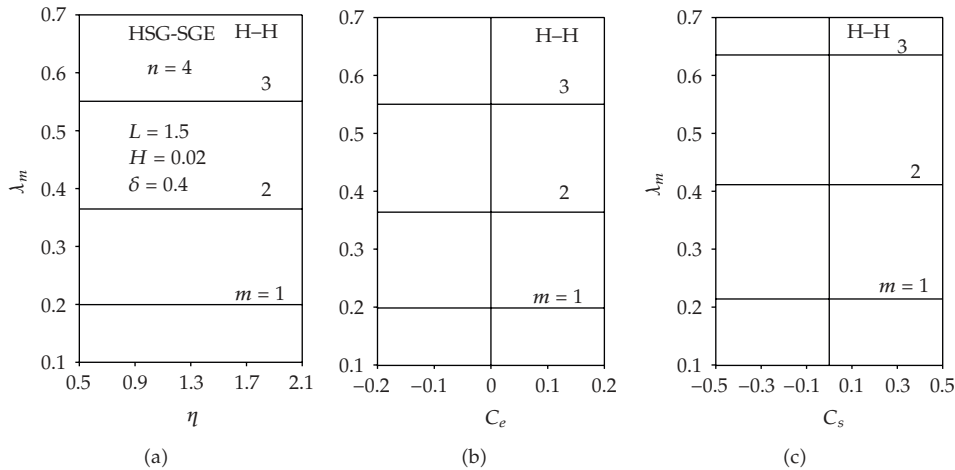 0.7
0.6
0.5
0.4
0.3
0.2
0.1
λm
HSG-SGE H–H
n = 4
3
L = 1.5
H = 0.02
δ = 0.4
2
m = 1
0.5 0.9 1.3 1.7 2.1
η
(a)
0.7
0.6
0.5
0.4
0.3
0.2
0.1
H–H
3
2
m = 1
−0.2 −0.1 0 0.1 0.2
Ce
(b)
0.7
0.6
0.5
0.4
0.3
0.2
0.1
λm
H–H
3
2
m = 1
−0.5 −0.3 −0.1 0.1 0.3 0.5
Cs
(c)